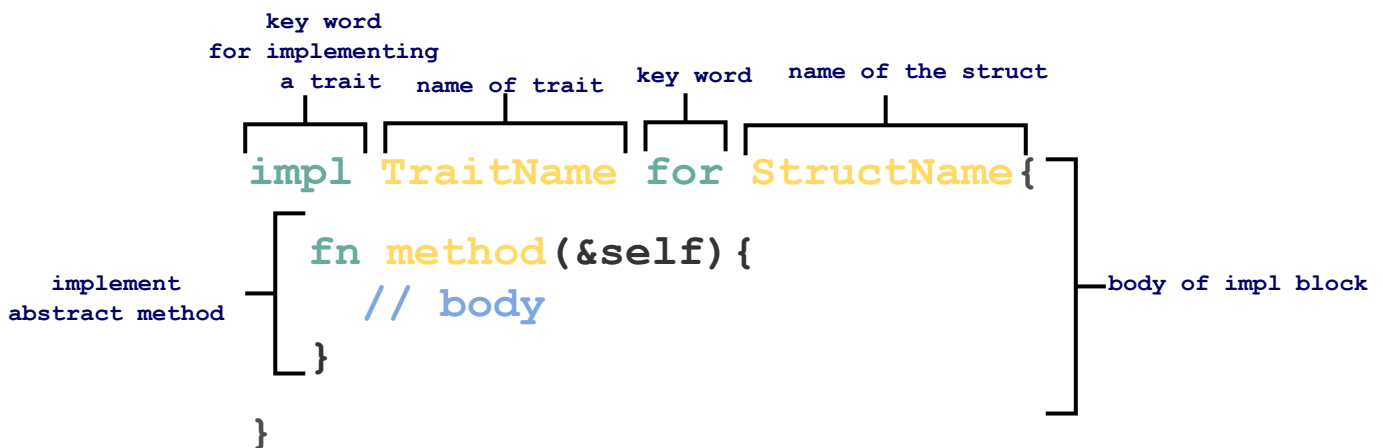 key word
for implementing
a trait
name of trait
key word
name of the struct
impl TraitName for StructName{
fn method(&self){
// body
}
}
implement
abstract method
body of impl block